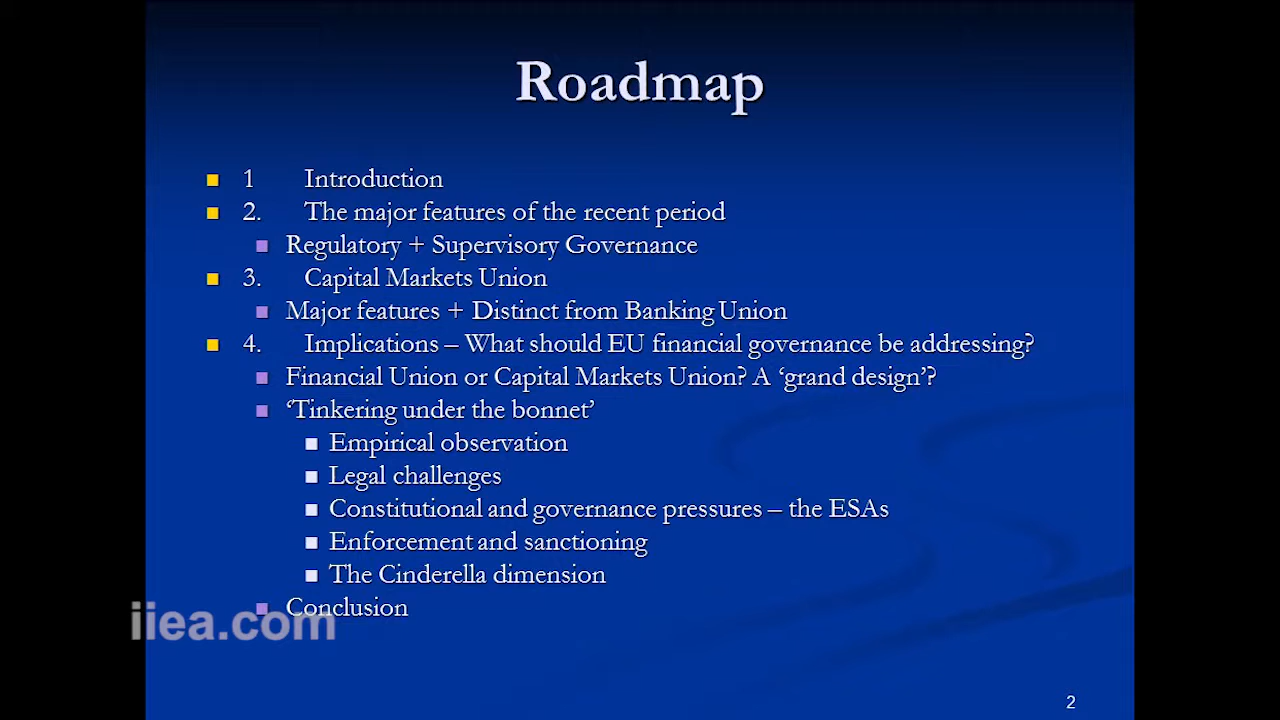 Roadmap
1 Introduction
2. The major features of the recent period
Regulatory + Supervisory Governance
3. Capital Markets Union
Major features + Distinct from Banking Union
4. Implications – What should EU financial governance be addressing?
Financial Union or Capital Markets Union? A ‘grand design’?
‘Tinkering under the bonnet’
Empirical observation
Legal challenges
Constitutional and governance pressures – the ESAs
Enforcement and sanctioning
The Cinderella dimension
Conclusion
iiea.com
2